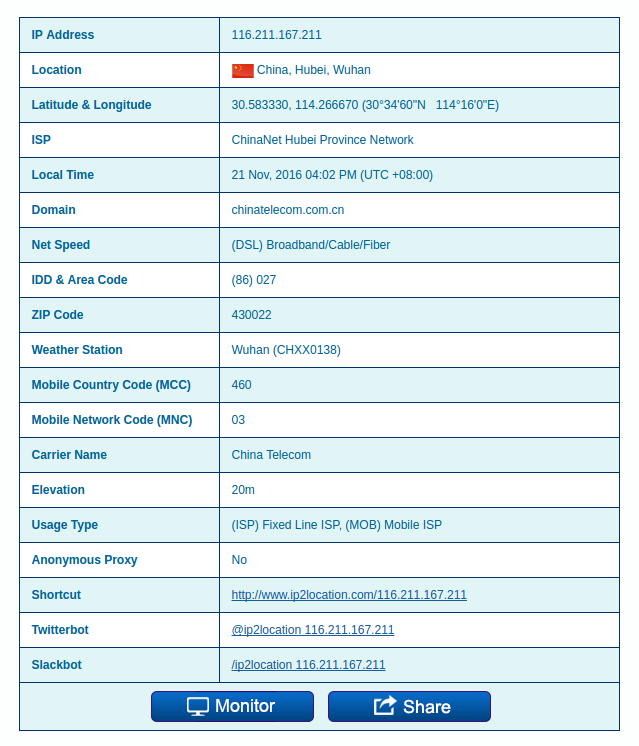 IP Address 116.211.167.211
Location China, Hubei, Wuhan
Latitude & Longitude 30.583330, 114.266670 (30°34'60"N 114°16'0"E)
ISP ChinaNet Hubei Province Network
Local Time 21 Nov, 2016 04:02 PM (UTC +08:00)
Domain chinatelecom.com.cn
Net Speed (DSL) Broadband/Cable/Fiber
IDD & Area Code (86) 027
ZIP Code 430022
Weather Station Wuhan (CHXX0138)
Mobile Country Code (MCC) 460
Mobile Network Code (MNC) 03
Carrier Name China Telecom
Elevation 20m
Usage Type (ISP) Fixed Line ISP, (MOB) Mobile ISP
Anonymous Proxy No
Shortcut http://www.ip2location.com/116.211.167.211
Twitterbot @ip2location 116.211.167.211
Slackbot /ip2location 116.211.167.211
Monitor Share